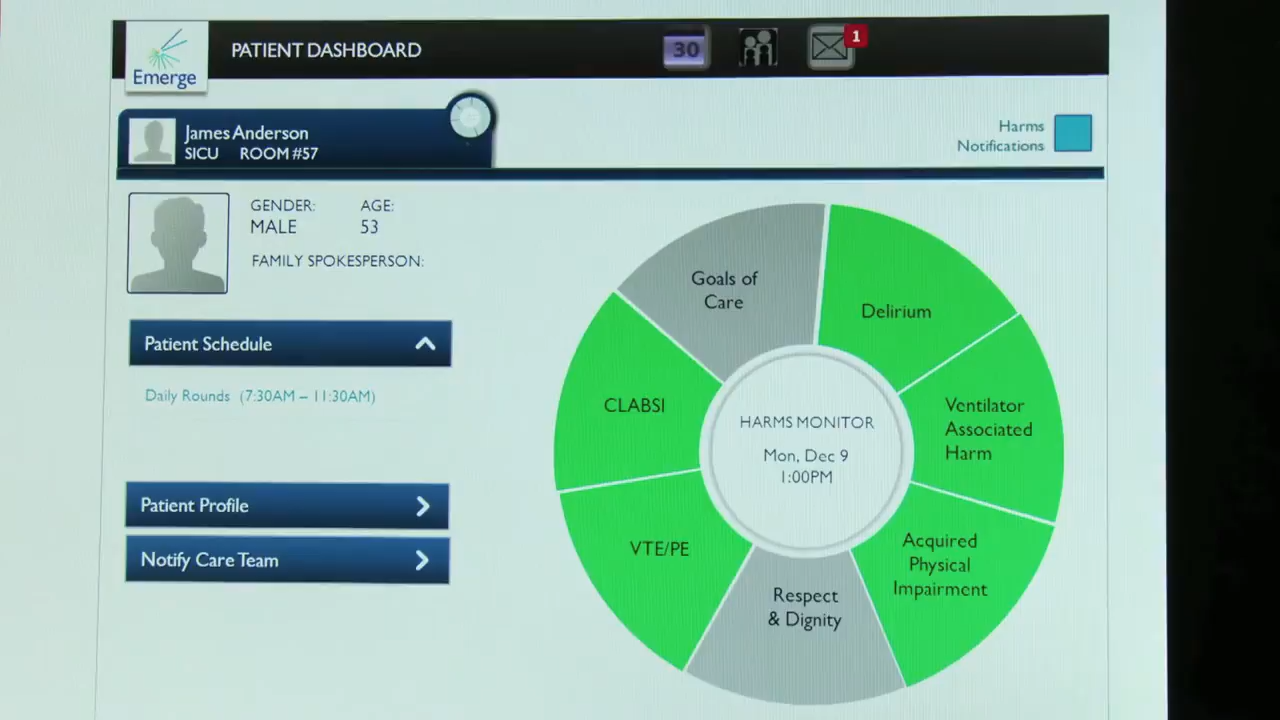 Emerge
PATIENT DASHBOARD
30
1
James Anderson
SICU ROOM #57
Harms
Notifications
GENDER: AGE:
MALE 53
FAMILY SPOKESPERSON:
Patient Schedule
Daily Rounds (7:30AM – 11:30AM)
Patient Profile
Notify Care Team
Goals of
Care
Delirium
CLABSI
Ventilator
Associated
Harm
HARMS MONITOR
Mon, Dec 9
1:00PM
VTE/PE
Acquired
Physical
Impairment
Respect
& Dignity